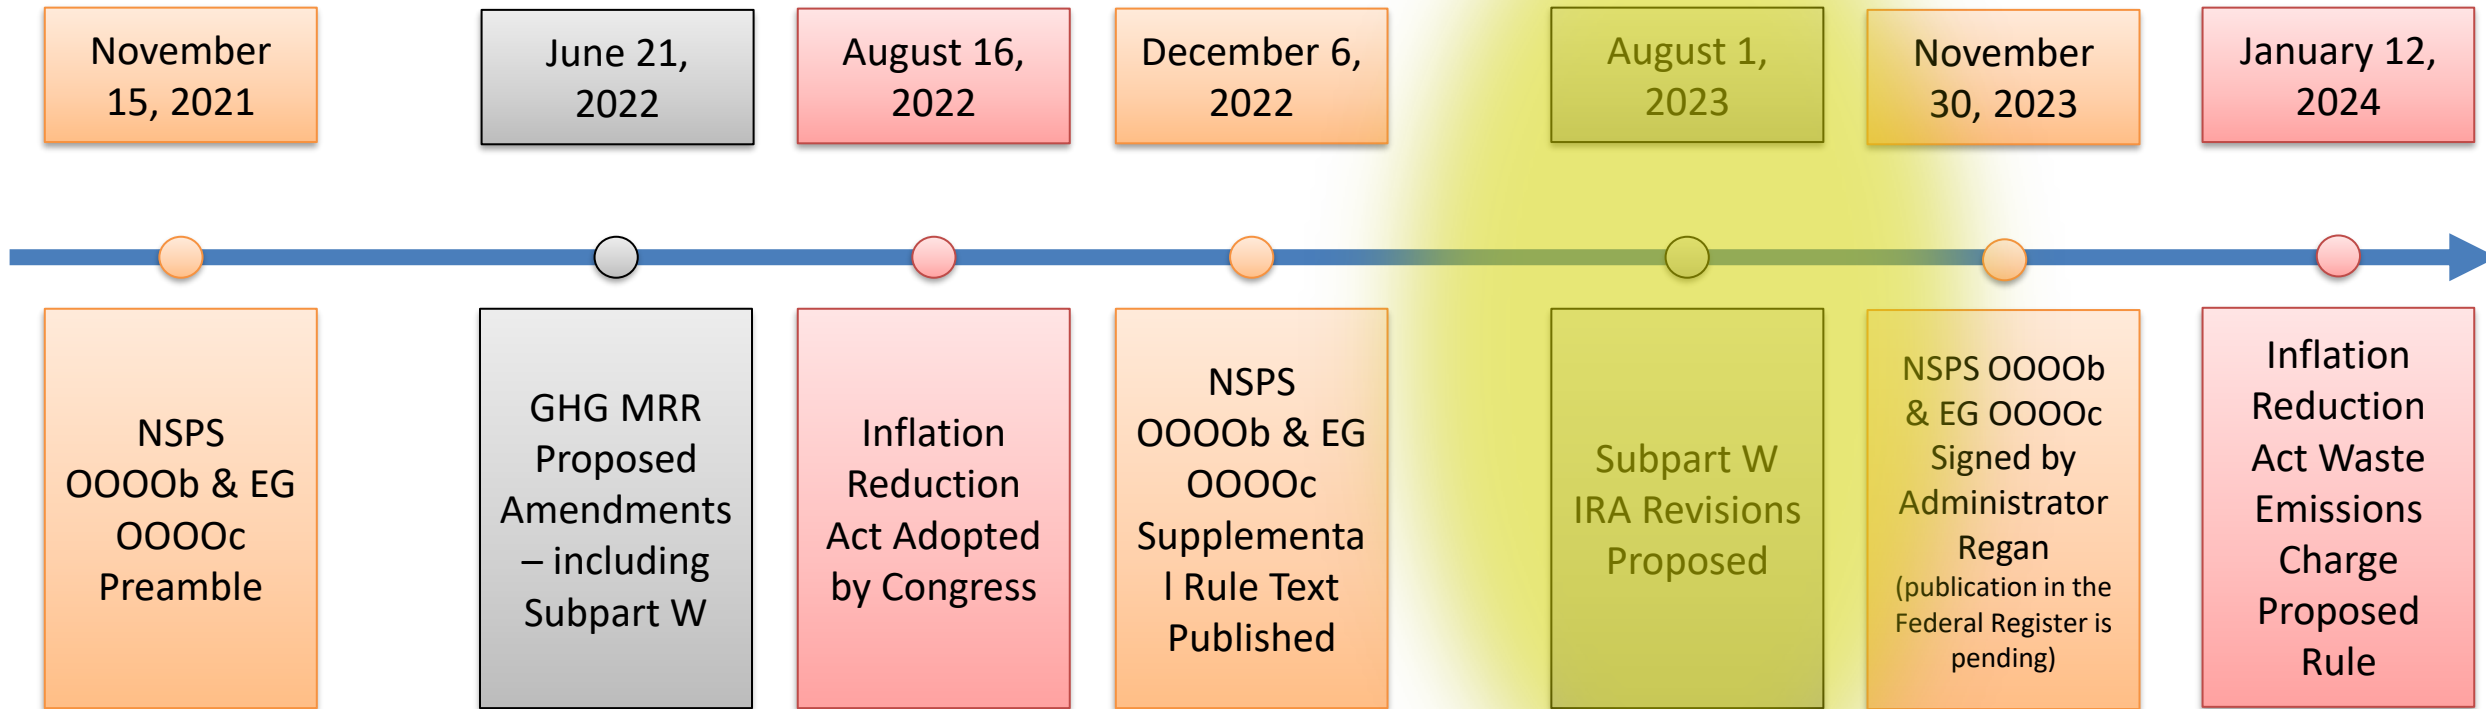 November
15, 2021
June 21,
2022
August 16,
2022
December 6,
2022
August 1,
2023
November
30, 2023
January 12,
2024
NSPS
OOOOb & EG
OOOOc
Preamble
GHG MRR
Proposed
Amendments
– including
Subpart W
Inflation
Reduction
Act Adopted
by Congress
NSPS
OOOOb & EG
OOOOc
Supplementa
l Rule Text
Published
Subpart W
IRA Revisions
Proposed
NSPS OOOOb
& EG OOOOc
Signed by
Administrator
Regan
(publication in the
Federal Register is
pending)
Inflation
Reduction
Act Waste
Emissions
Charge
Proposed
Rule